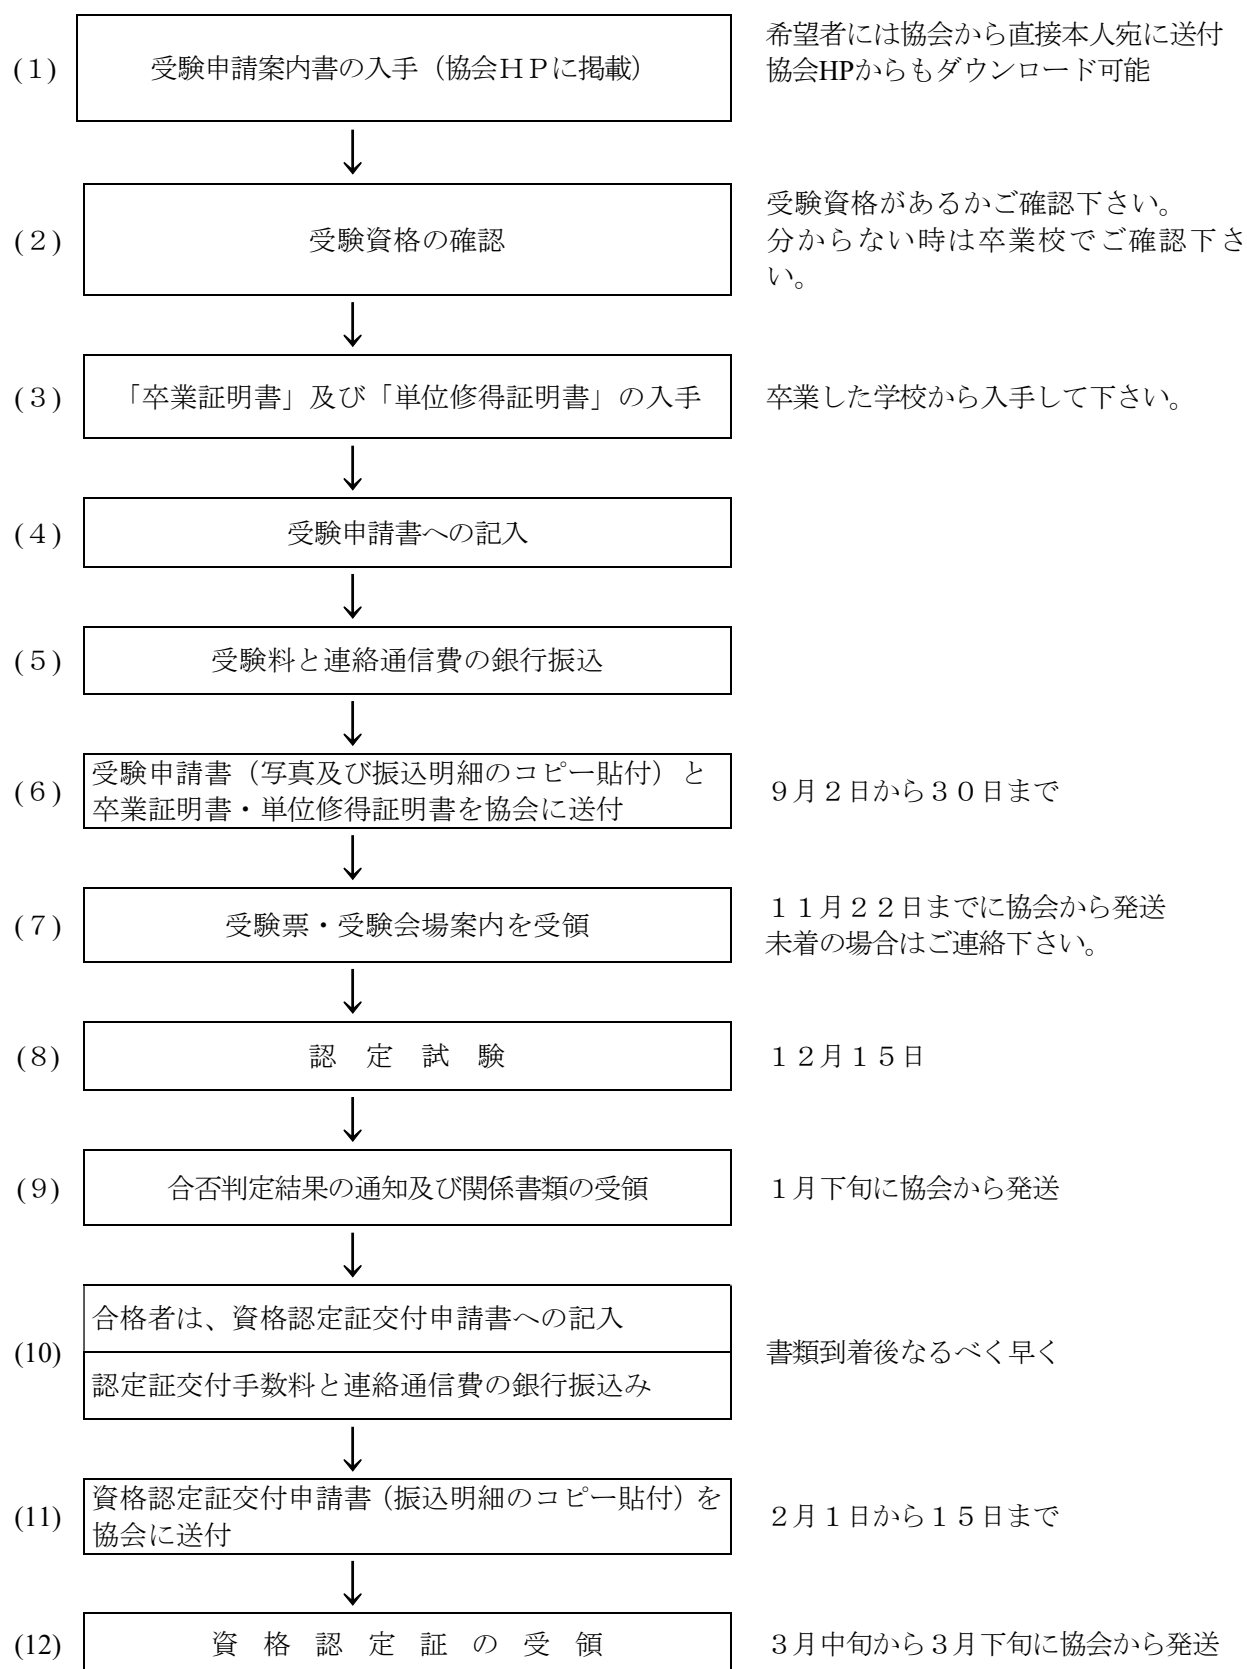 (１) 受験申請案内書の入手（協会ＨＰに掲載）
希望者には協会から直接本人宛に送付
協会HPからもダウンロード可能
(２) 受験資格の確認
受験資格があるかご確認下さい。
分からない時は卒業校でご確認下さ
い。
(３) 「卒業証明書」及び「単位修得証明書」の入手 卒業した学校から入手して下さい。
(４) 受験申請書への記入
(５) 受験料と連絡通信費の銀行振込
(６) 受験申請書（写真及び振込明細のコピー貼付）と
卒業証明書・単位修得証明書を協会に送付
９月２日から３０日まで
(７) 受験票・受験会場案内を受領
１１月２２日までに協会から発送
未着の場合はご連絡下さい。
(８) 認　定　試　験 １２月１５日
(９) 合否判定結果の通知及び関係書類の受領 １月下旬に協会から発送
(10) 合格者は、資格認定証交付申請書への記入
認定証交付手数料と連絡通信費の銀行振込み
書類到着後なるべく早く
(11) 資格認定証交付申請書（振込明細のコピー貼付）を
協会に送付
２月１日から１５日まで
(12) 資　格　認　定　証　の　受　領 ３月中旬から３月下旬に協会から発送